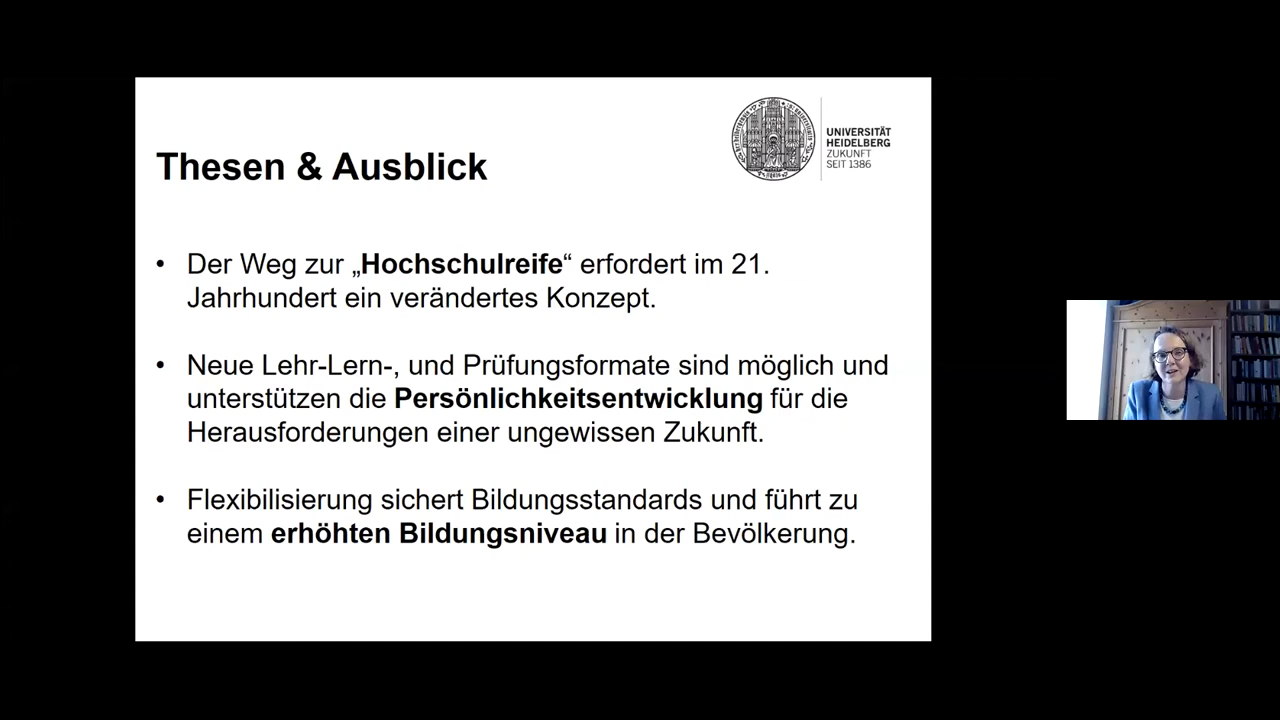 UNIVERSITÄT
HEIDELBERG
ZUKUNFT
SEIT 1386
Thesen & Ausblick
• Der Weg zur „Hochschulreife“ erfordert im 21.
Jahrhundert ein verändertes Konzept.
• Neue Lehr-Lern-, und Prüfungsformate sind möglich und
unterstützen die Persönlichkeitsentwicklung für die
Herausforderungen einer ungewissen Zukunft.
• Flexibilisierung sichert Bildungsstandards und führt zu
einem erhöhten Bildungsniveau in der Bevölkerung.